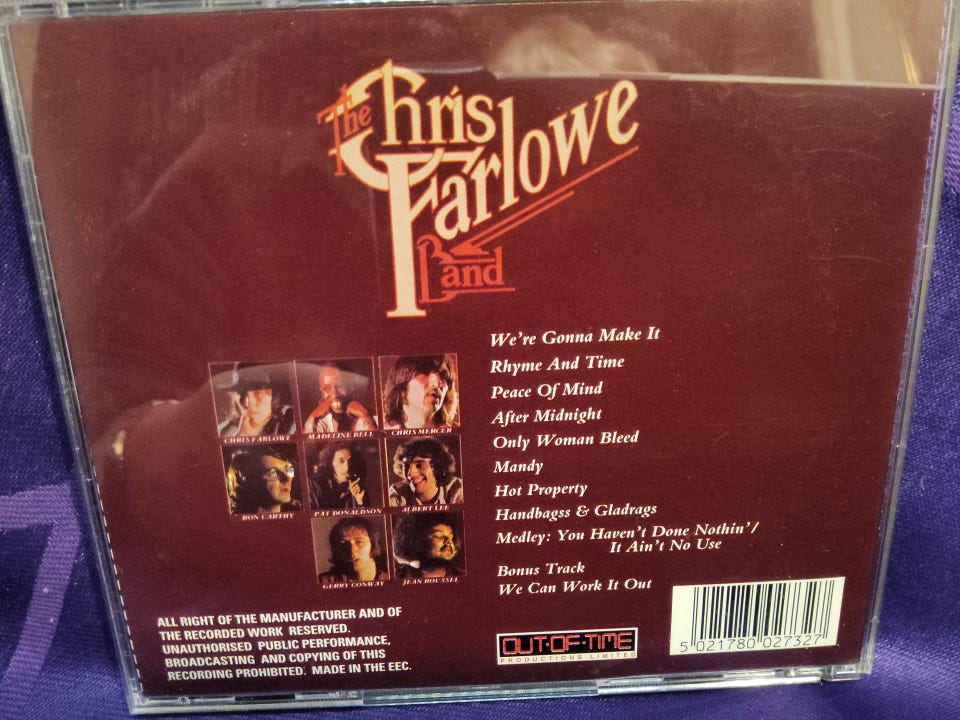 The Chris
Farlowe
Band
We're Gonna Make It
Rhyme And Time
Peace Of Mind
After Midnight
Only Woman Bleed
Mandy
Hot Property
Handbagss & Gladrags
Medley: You Haven't Done Nothin'/
It Ain't No Use
Bonus Track
We Can Work It Out
CHRIS FARLOWE
MADELINE BELL
CHRIS MERCER
RON CARTHY
PAT DONALDSON
ALBERT LEE
GERRY CONWAY
JEAN ROUSSEL
ALL RIGHT OF THE MANUFACTURER AND OF
THE RECORDED WORK RESERVED.
UNAUTHORISED PUBLIC PERFORMANCE,
BROADCASTING AND COPYING OF THIS
RECORDING PROHIBITED. MADE IN THE EEC.
OUT·OF·TIME
PRODUCTIONS LIMITED
5 021780 027327